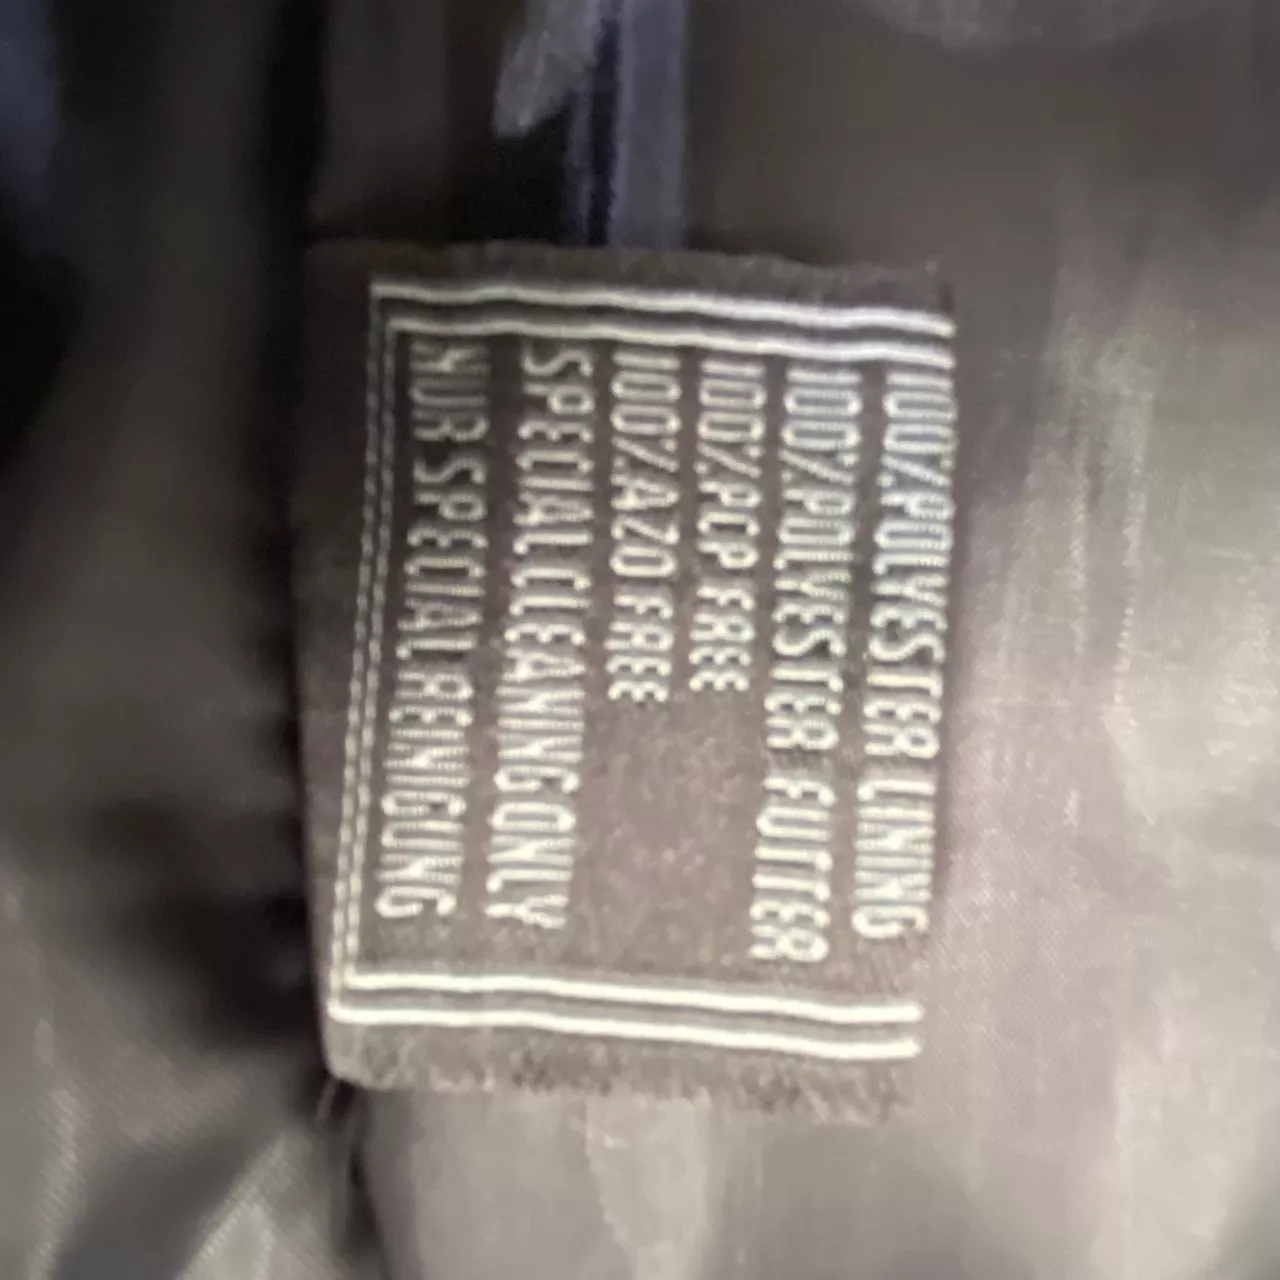 100% POLYESTER LINING
100% POLYESTER FUTTER
100% PCP FREE
100% AZO FREE
SPECIAL CLEANING ONLY
NUR SPECIAL REINIGUNG